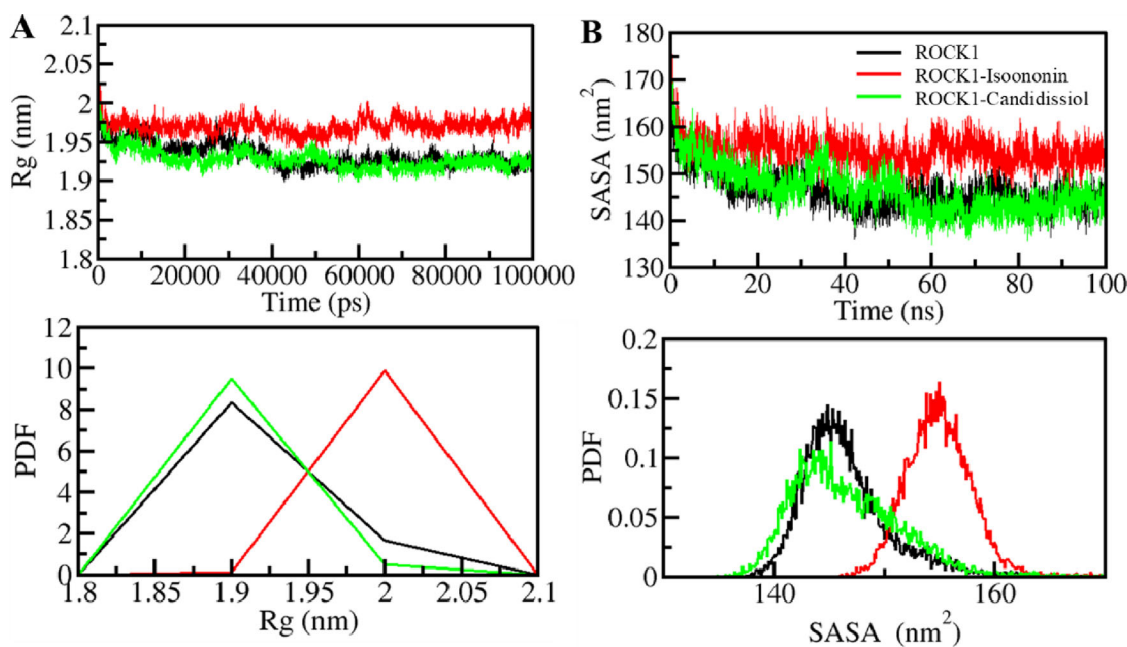 A
2.1
2.05
2
1.95
1.9
1.85
1.8
Rg (nm)
0 20000 40000 60000 80000 100000
Time (ps)
B
180
170
160
150
140
130
SASA (nm²)
ROCK1
ROCK1-Isoononin
ROCK1-Candidissiol
0 20 40 60 80 100
Time (ns)
12
10
8
6
4
2
0
PDF
1.8 1.85 1.9 1.95 2 2.05 2.1
Rg (nm)
0.2
0.15
0.1
0.05
0
PDF
140 160
SASA (nm²)